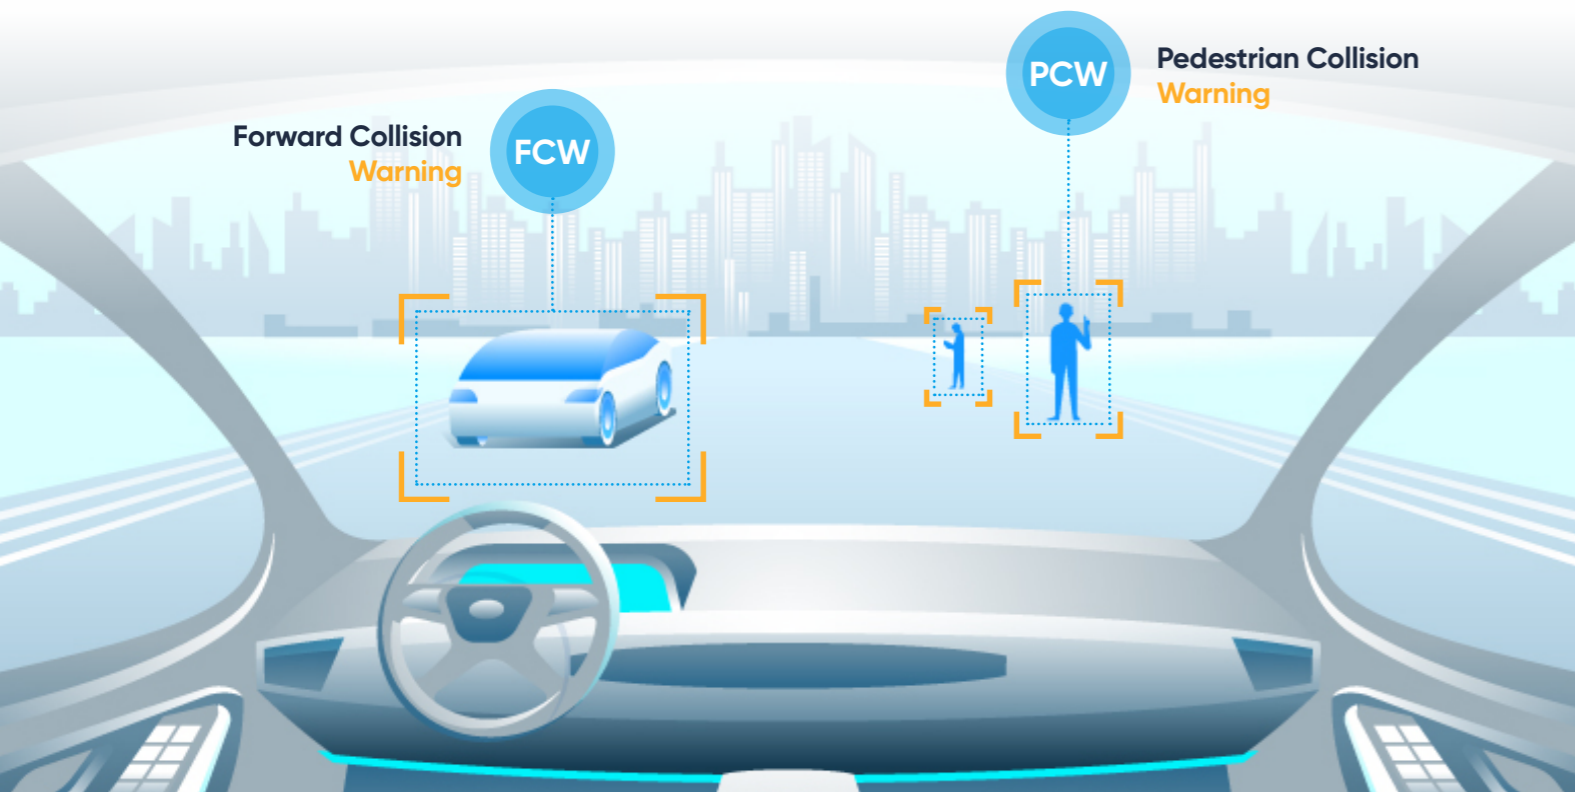 Forward Collision
Warning
FCW
PCW
Pedestrian Collision
Warning